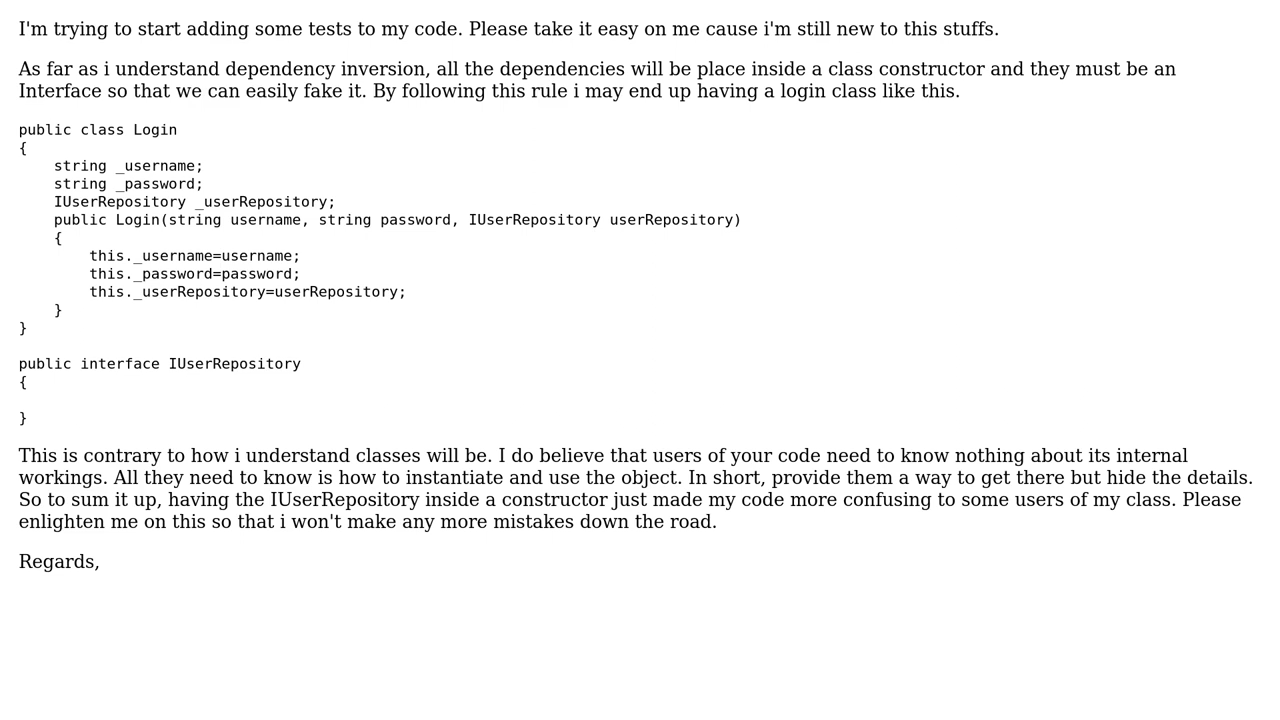 I'm trying to start adding some tests to my code. Please take it easy on me cause i'm still new to this stuffs.
As far as i understand dependency inversion, all the dependencies will be place inside a class constructor and they must be an
Interface so that we can easily fake it. By following this rule i may end up having a login class like this.
public class Login
{
    string _username;
    string _password;
    IUserRepository _userRepository;
    public Login(string username, string password, IUserRepository userRepository)
    {
        this._username=username;
        this._password=password;
        this._userRepository=userRepository;
    }
}
public interface IUserRepository
{
}
This is contrary to how i understand classes will be. I do believe that users of your code need to know nothing about its internal
workings. All they need to know is how to instantiate and use the object. In short, provide them a way to get there but hide the details.
So to sum it up, having the IUserRepository inside a constructor just made my code more confusing to some users of my class. Please
enlighten me on this so that i won't make any more mistakes down the road.
Regards,